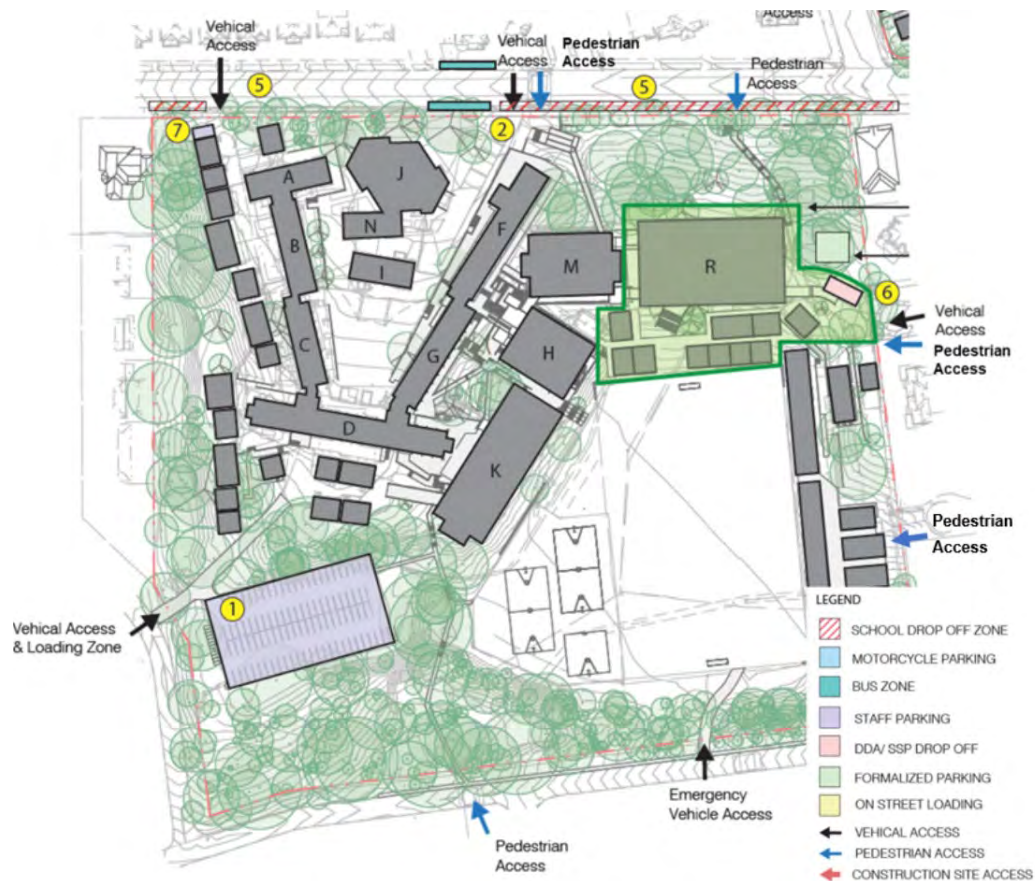 Access
Vehical
Access
Vehical
Access
Pedestrian
Access
Pedestrian
Access
5
5
7
2
A
J
F
B
N
I
M
R
6
Vehical
Access
Pedestrian
Access
C
G
H
D
K
Pedestrian
Access
1
Vehical Access
& Loading Zone
Emergency
Vehicle Access
Pedestrian
Access
LEGEND
SCHOOL DROP OFF ZONE
MOTORCYCLE PARKING
BUS ZONE
STAFF PARKING
DDA/ SSP DROP OFF
FORMALIZED PARKING
ON STREET LOADING
VEHICAL ACCESS
PEDESTRIAN ACCESS
CONSTRUCTION SITE ACCESS